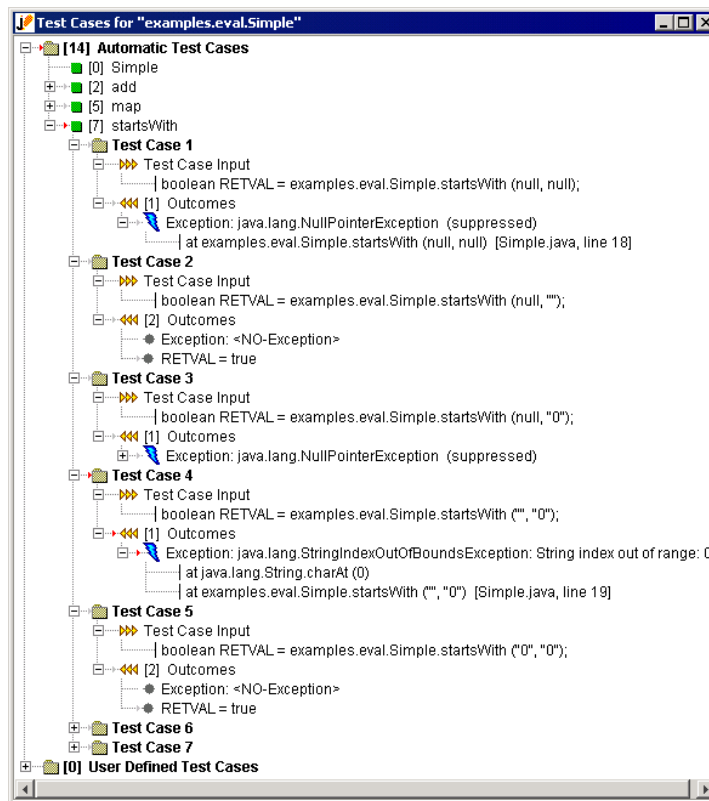 Test Cases for "examples.eval.Simple"
[14] Automatic Test Cases
[0] Simple
[2] add
[5] map
[7] startsWith
Test Case 1
Test Case Input
boolean RETVAL = examples.eval.Simple.startsWith (null, null);
[1] Outcomes
Exception: java.lang.NullPointerException (suppressed)
at examples.eval.Simple.startsWith (null, null) [Simple.java, line 18]
Test Case 2
Test Case Input
boolean RETVAL = examples.eval.Simple.startsWith (null, "");
[2] Outcomes
Exception: <NO-Exception>
RETVAL = true
Test Case 3
Test Case Input
boolean RETVAL = examples.eval.Simple.startsWith (null, "0");
[1] Outcomes
Exception: java.lang.NullPointerException (suppressed)
Test Case 4
Test Case Input
boolean RETVAL = examples.eval.Simple.startsWith ("", "0");
[1] Outcomes
Exception: java.lang.StringIndexOutOfBoundsException: String index out of range: 0
at java.lang.String.charAt (0)
at examples.eval.Simple.startsWith ("", "0") [Simple.java, line 19]
Test Case 5
Test Case Input
boolean RETVAL = examples.eval.Simple.startsWith ("0", "0");
[2] Outcomes
Exception: <NO-Exception>
RETVAL = true
Test Case 6
Test Case 7
[0] User Defined Test Cases